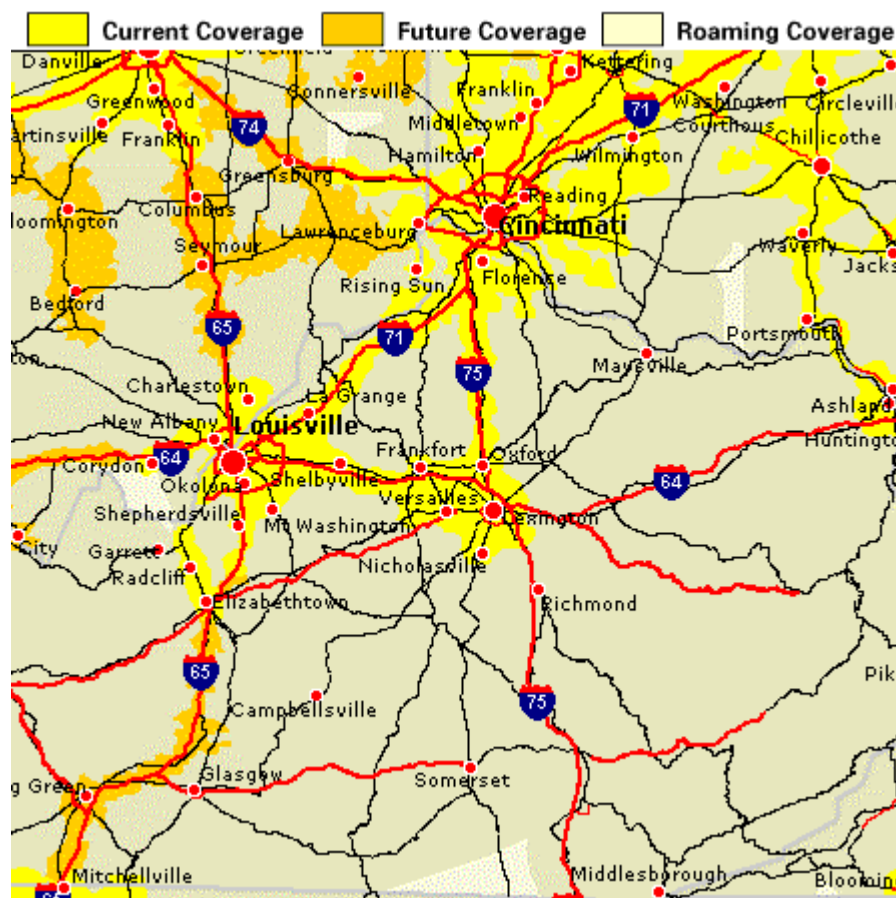 Current Coverage Future Coverage Roaming Coverage
Danville
Kettering
Connersville
Franklin
Washington
Greenwood
Circleville
71
Middletown
Courthous
artinsville
Franklin
74
Chillicothe
Hamilton
Wilmington
Greensburg
Reading
Columbus
loomington
Lawrenceburg
Cincinnati
Seymour
Waverly
Jacks
Rising Sun
Florence
Bedford
65
71
Portsmouth
ton
75
Maysville
Charlestown
La Grange
Ashland
New Albany
Louisville
Huntington
64
Corydon
Frankfort
Oxford
Okolona
Shelbyville
64
Versailles
Shepherdsville
Mt Washington
Lexington
City
Garrett
Nicholasville
Radcliff
Elizabethtown
Richmond
65
Pik
75
Campbellsville
g Green
Glasgow
Somerset
Mitchellville
Middlesborough
Bloomin